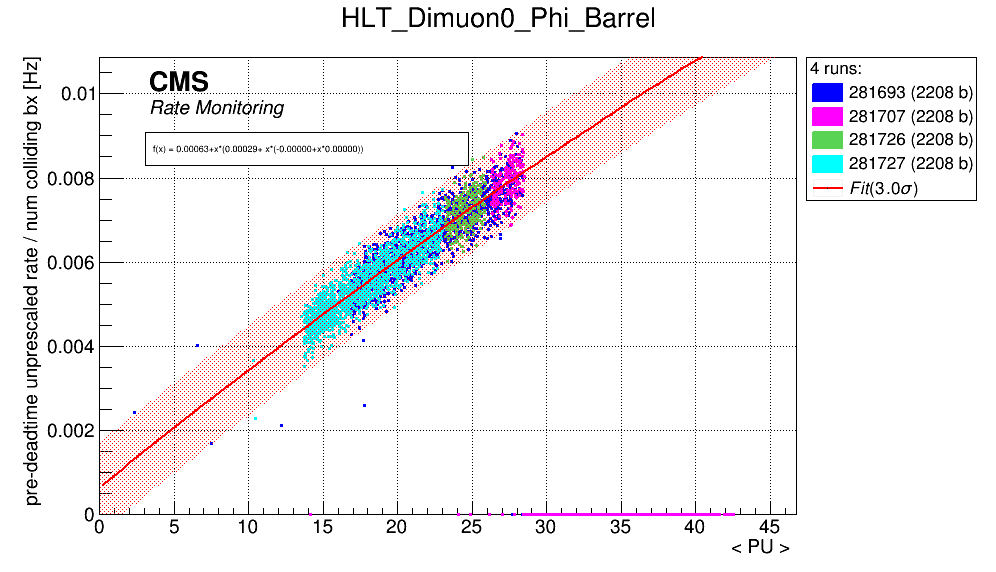 HLT_Dimuon0_Phi_Barrel
pre-deadtime unprescaled rate / num colliding bx [Hz]
CMS
Rate Monitoring
f(x) = 0.00063+x*(0.00029+ x*(-0.00000+x*0.00000))
0.01
0.008
0.006
0.004
0.002
0
0 5 10 15 20 25 30 35 40 45
< PU >
4 runs:
281693 (2208 b)
281707 (2208 b)
281726 (2208 b)
281727 (2208 b)
Fit(3.0σ)